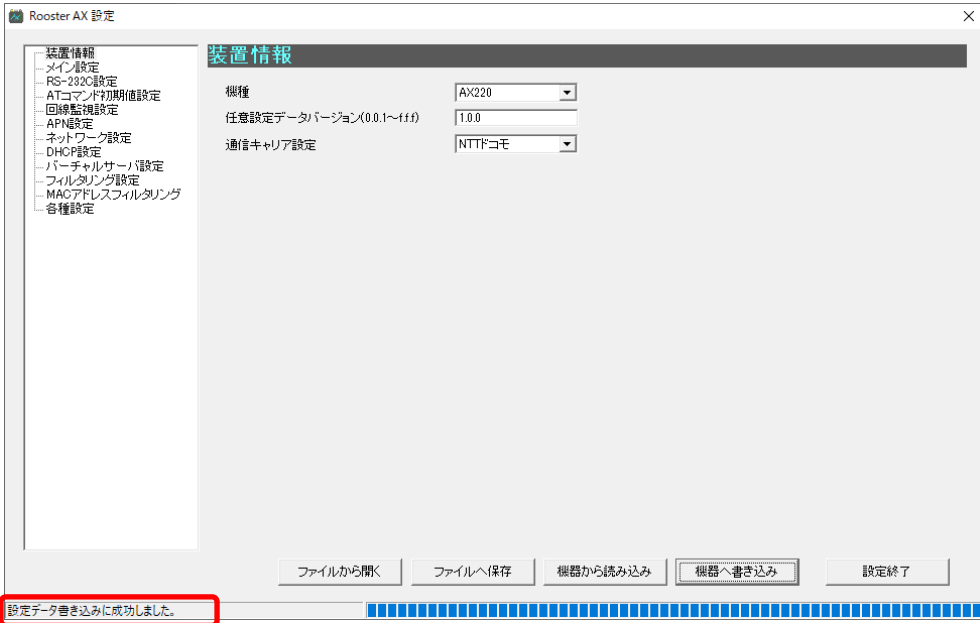 Rooster AX 設定
装置情報
メイン設定
RS-232C設定
ATコマンド初期値設定
回線監視設定
APN設定
ネットワーク設定
DHCP設定
バーチャルサーバ設定
フィルタリング設定
MACアドレスフィルタリング
各種設定
装置情報
機種
AX220
任意設定データバージョン(0.0.1～f.f.f)
1.0.0
通信キャリア設定
NTTドコモ
ファイルから開く
ファイルへ保存
機器から読み込み
機器へ書き込み
設定終了
設定データ書き込みに成功しました。